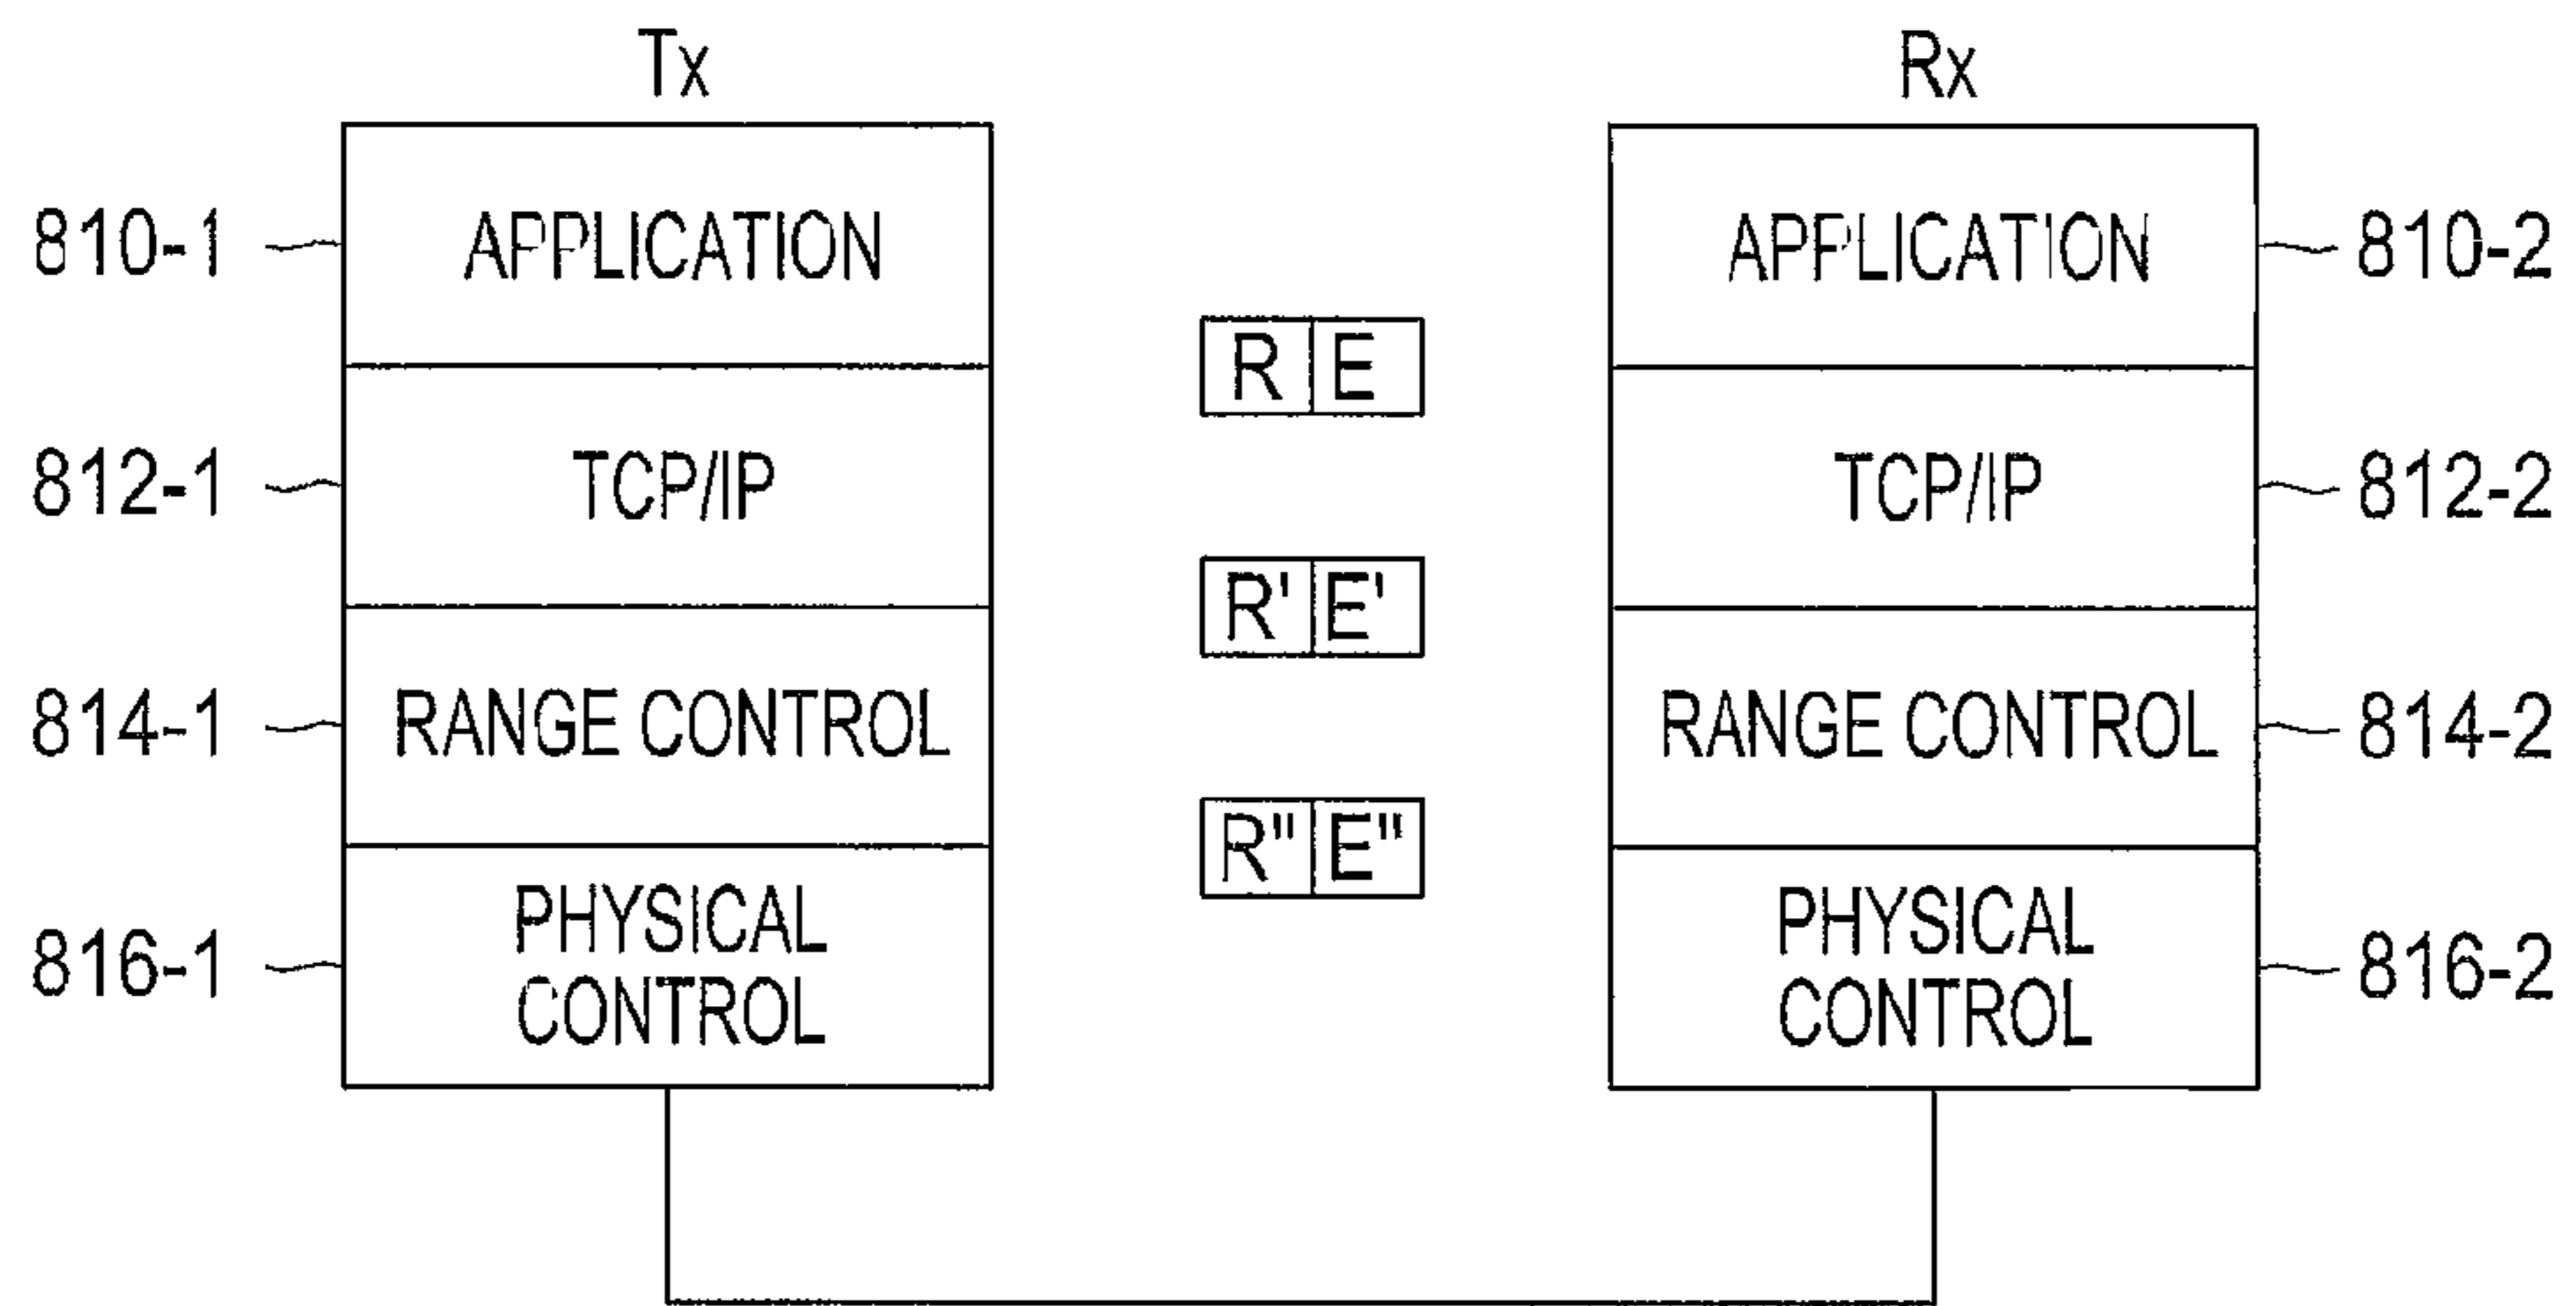 Tx
Rx
810-1
APPLICATION
APPLICATION
810-2
R E
812-1
TCP/IP
TCP/IP
812-2
R' E'
814-1
RANGE CONTROL
RANGE CONTROL
814-2
R" E"
816-1
PHYSICAL
CONTROL
PHYSICAL
CONTROL
816-2